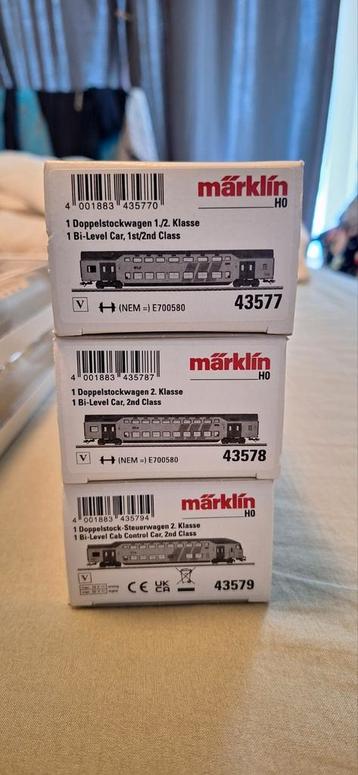 4 001883 435770
märklin
H0
1 Doppelstockwagen 1./2. Klasse
1 Bi-Level Car, 1st/2nd Class
V
(NEM =) E700580
43577
4 001883 435787
märklin
H0
1 Doppelstockwagen 2. Klasse
1 Bi-Level Car, 2nd Class
V
(NEM =) E700580
43578
4 001883 435794
märklin
H0
1 Doppelstock-Steuerwagen 2. Klasse
1 Bi-Level Cab Control Car, 2nd Class
V
CE UK CA
43579